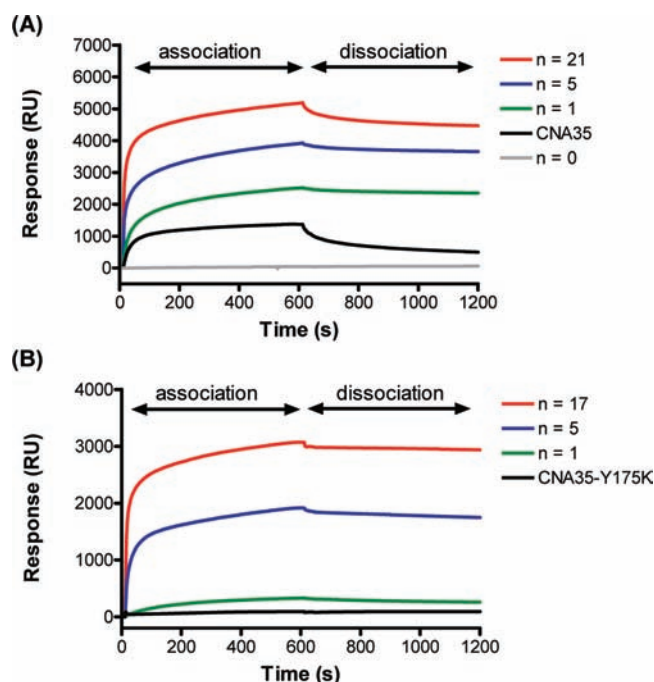 (A)
association
dissociation
7000
6000
5000
4000
3000
2000
1000
0
Response (RU)
0 200 400 600 800 1000 1200
Time (s)
n = 21
n = 5
n = 1
CNA35
n = 0
(B)
association
dissociation
4000
3000
2000
1000
0
Response (RU)
0 200 400 600 800 1000 1200
Time (s)
n = 17
n = 5
n = 1
CNA35-Y175K